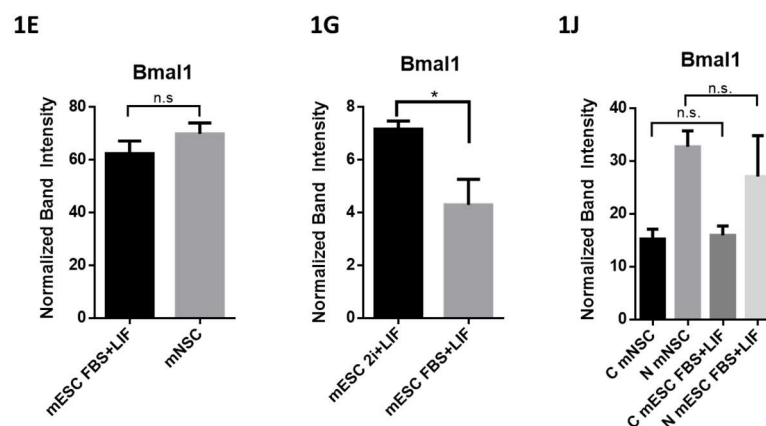 1E
Bmal1
n.s
Normalized Band Intensity
80
60
40
20
0
mESC FBS+LIF
mNSC
1G
Bmal1
*
Normalized Band Intensity
8
6
4
2
0
mESC 2i+LIF
mESC FBS+LIF
1J
Bmal1
n.s.
n.s.
Normalized Band Intensity
40
30
20
10
0
C mNSC
N mNSC
C mESC FBS+LIF
N mESC FBS+LIF